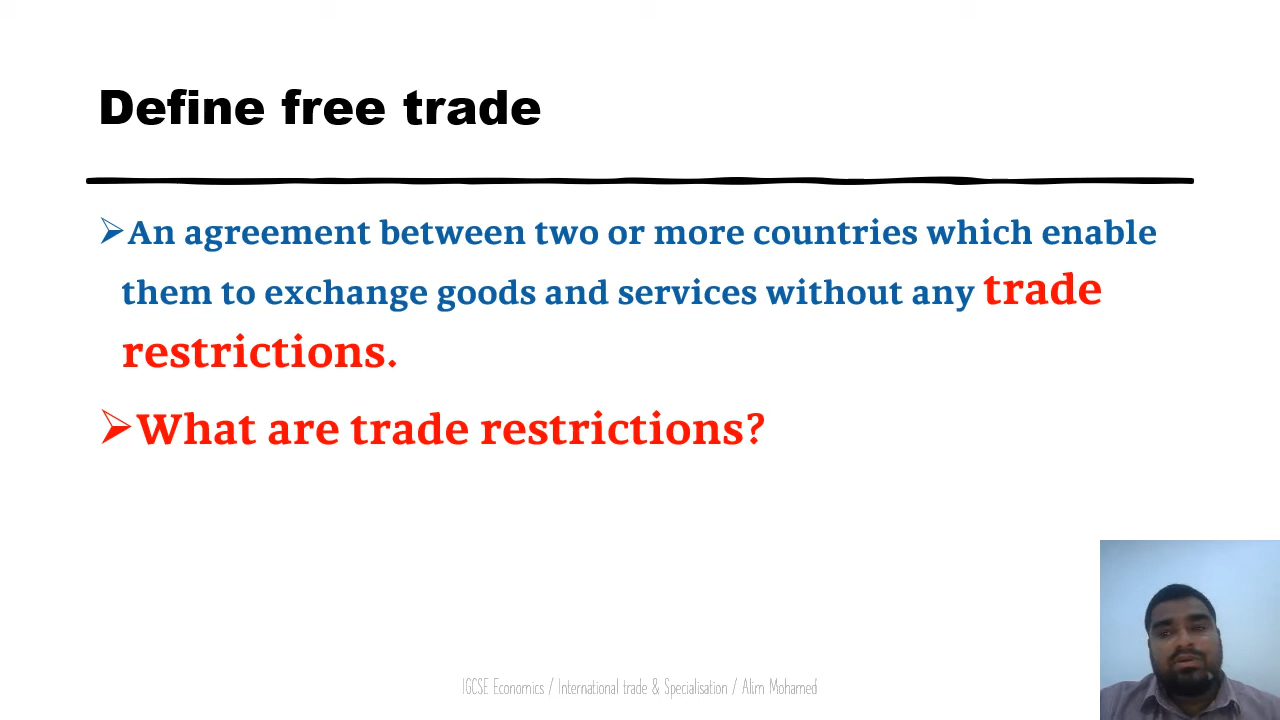 Define free trade
An agreement between two or more countries which enable
them to exchange goods and services without any trade
restrictions.
What are trade restrictions?
IGCSE Economics / International trade & Specialisation / Alim Mohamed